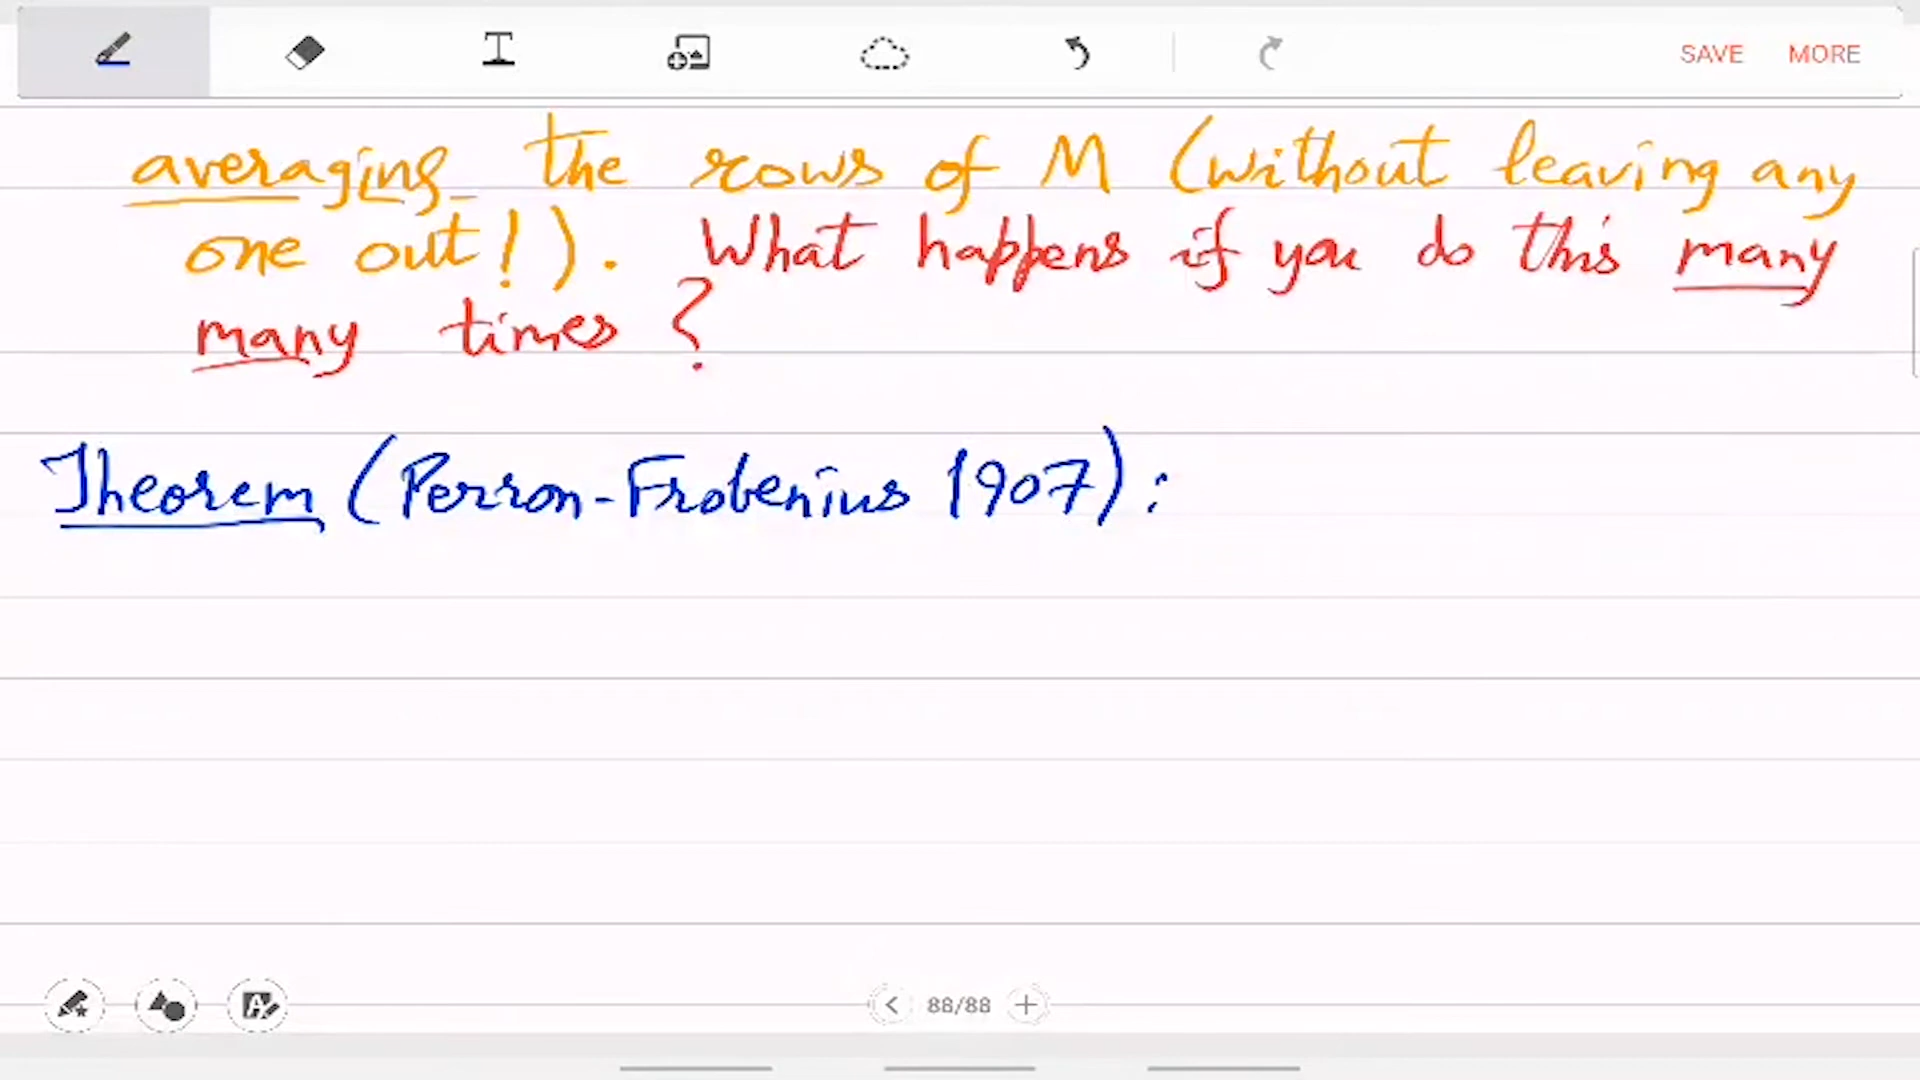 SAVE MORE
averaging the rows of M (without leaving any
one out!). What happens if you do this many
many times?
Theorem (Perron-Frobenius 1907):
88/88